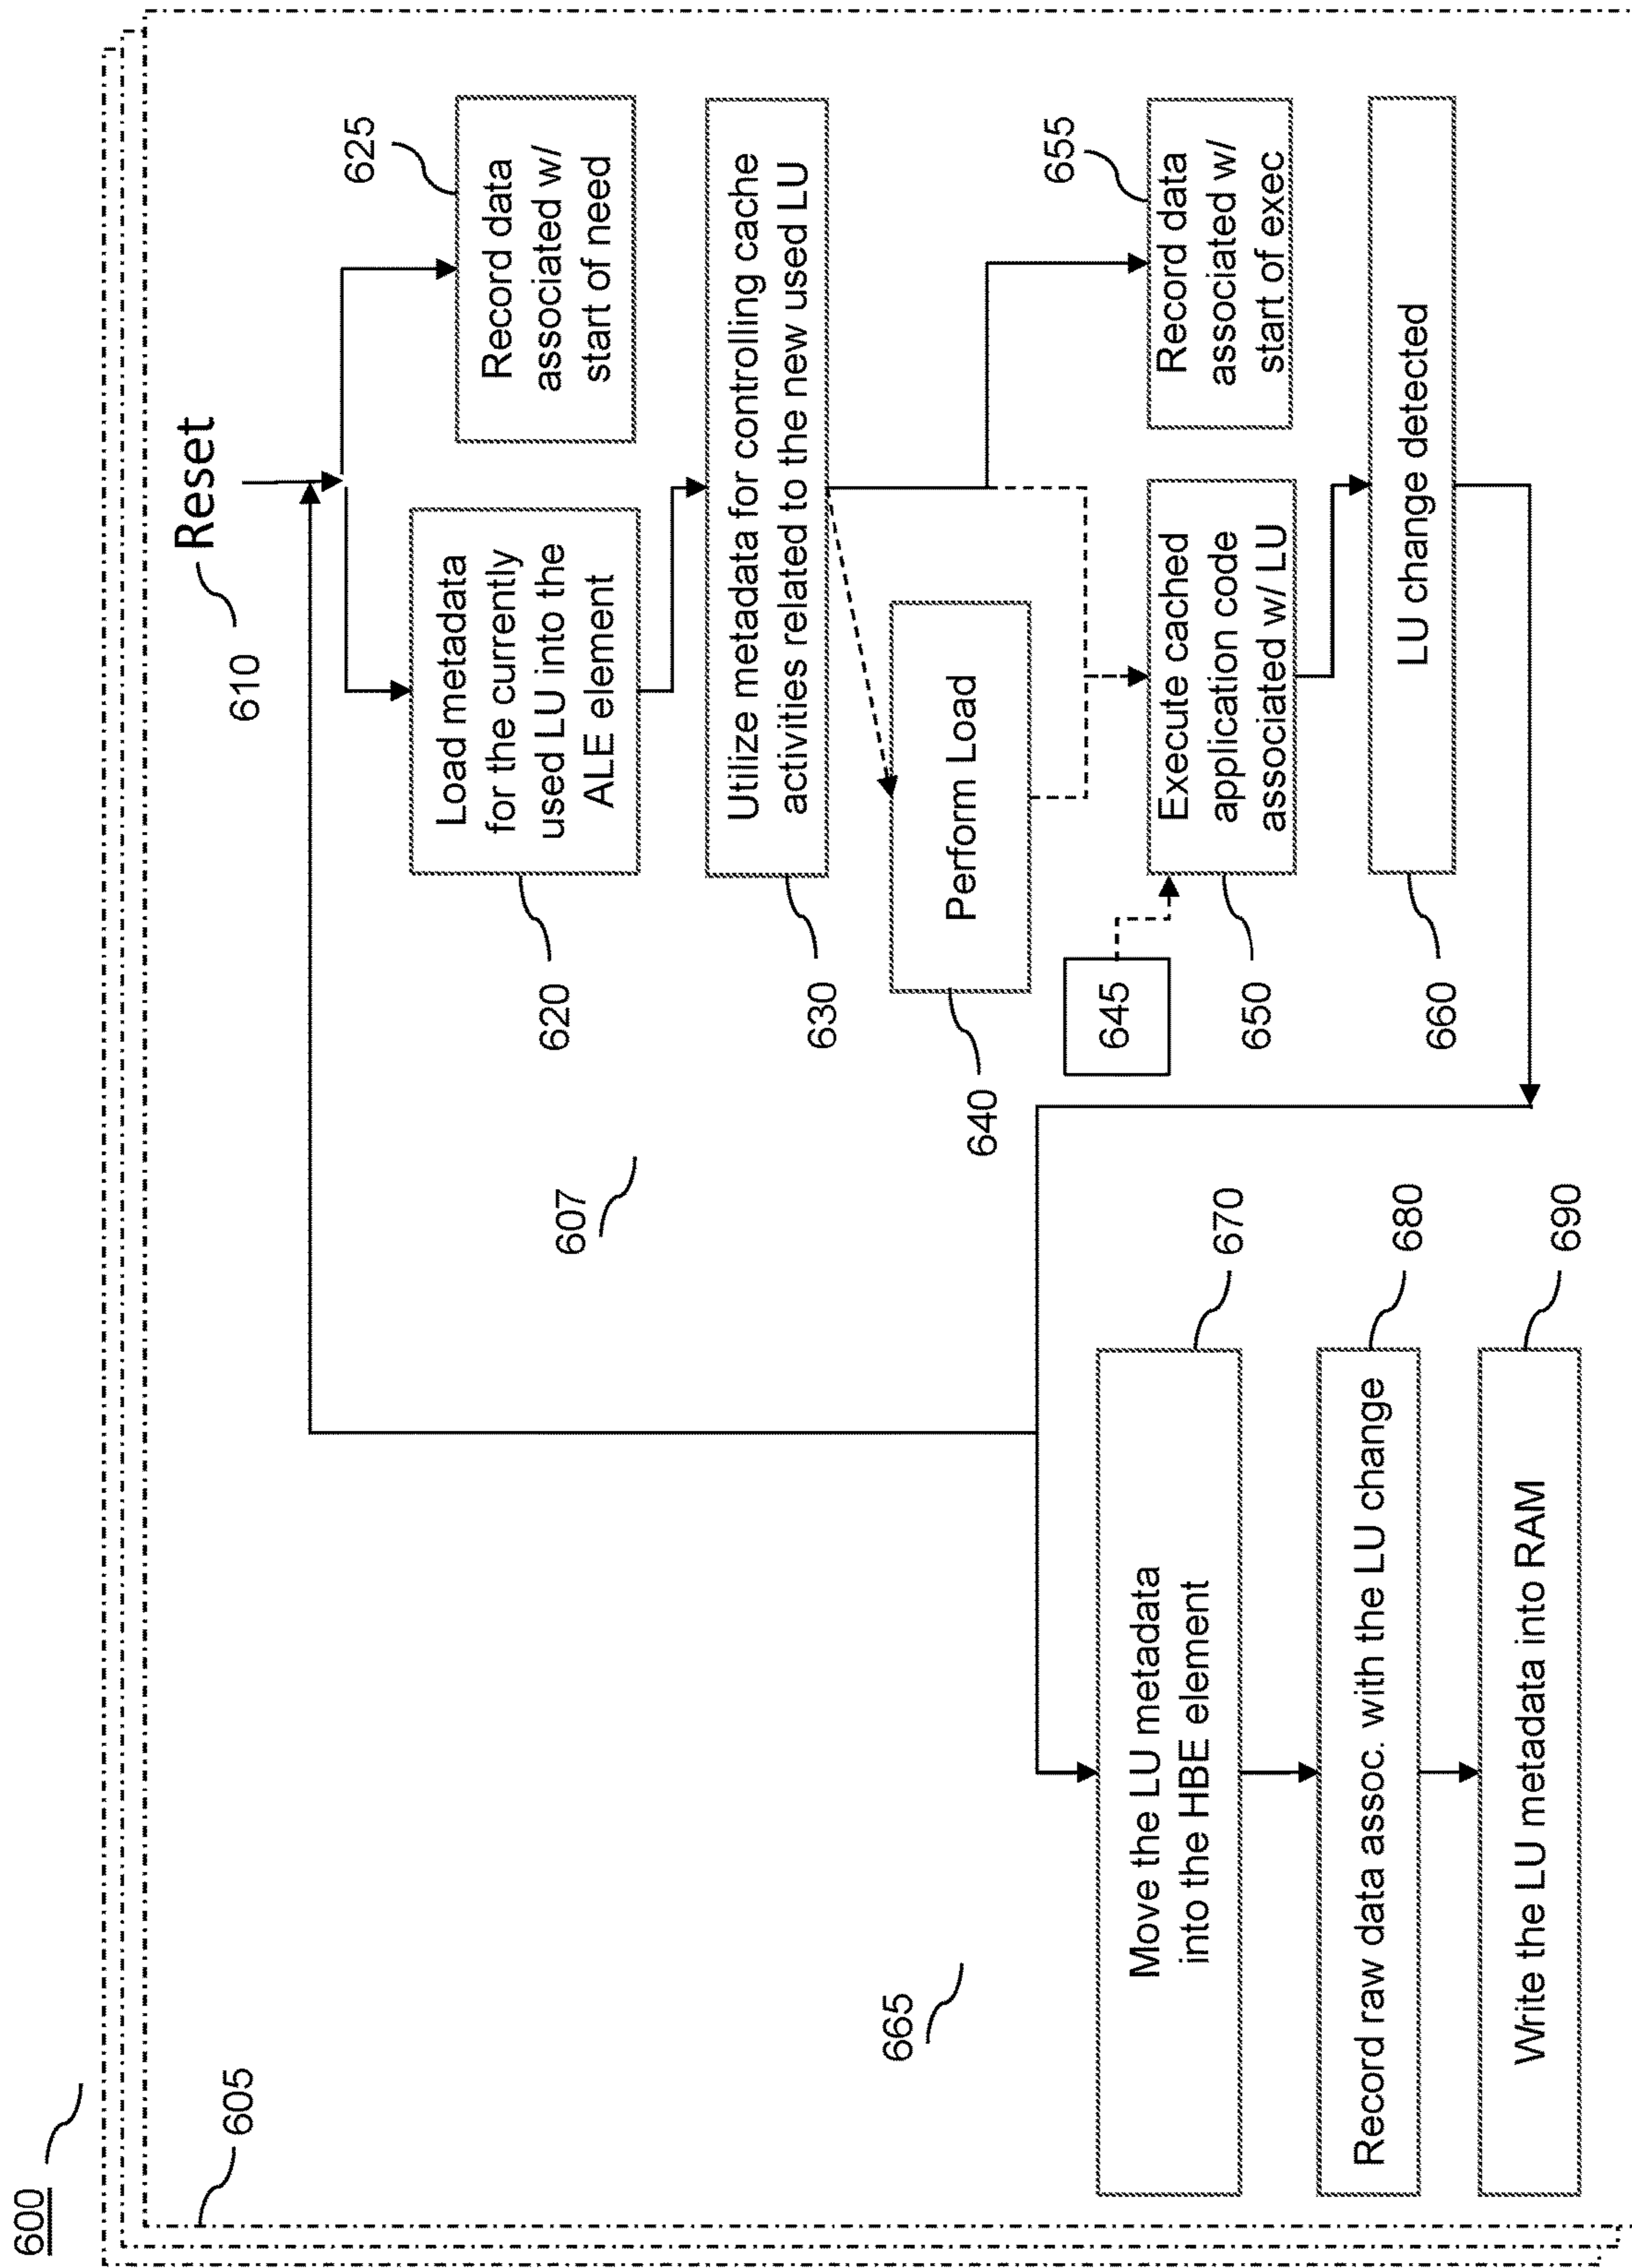 600
605
Reset
610
625
Record data
associated w/
start of need
Load metadata
for the currently
used LU into the
ALE element
620
Utilize metadata for controlling cache
activities related to the new used LU
630
607
Perform Load
640
645
655
Record data
associated w/
start of exec
Execute cached
application code
associated w/ LU
650
LU change detected
660
665
Move the LU metadata
into the HBE element
670
Record raw data assoc. with the LU change
680
Write the LU metadata into RAM
690